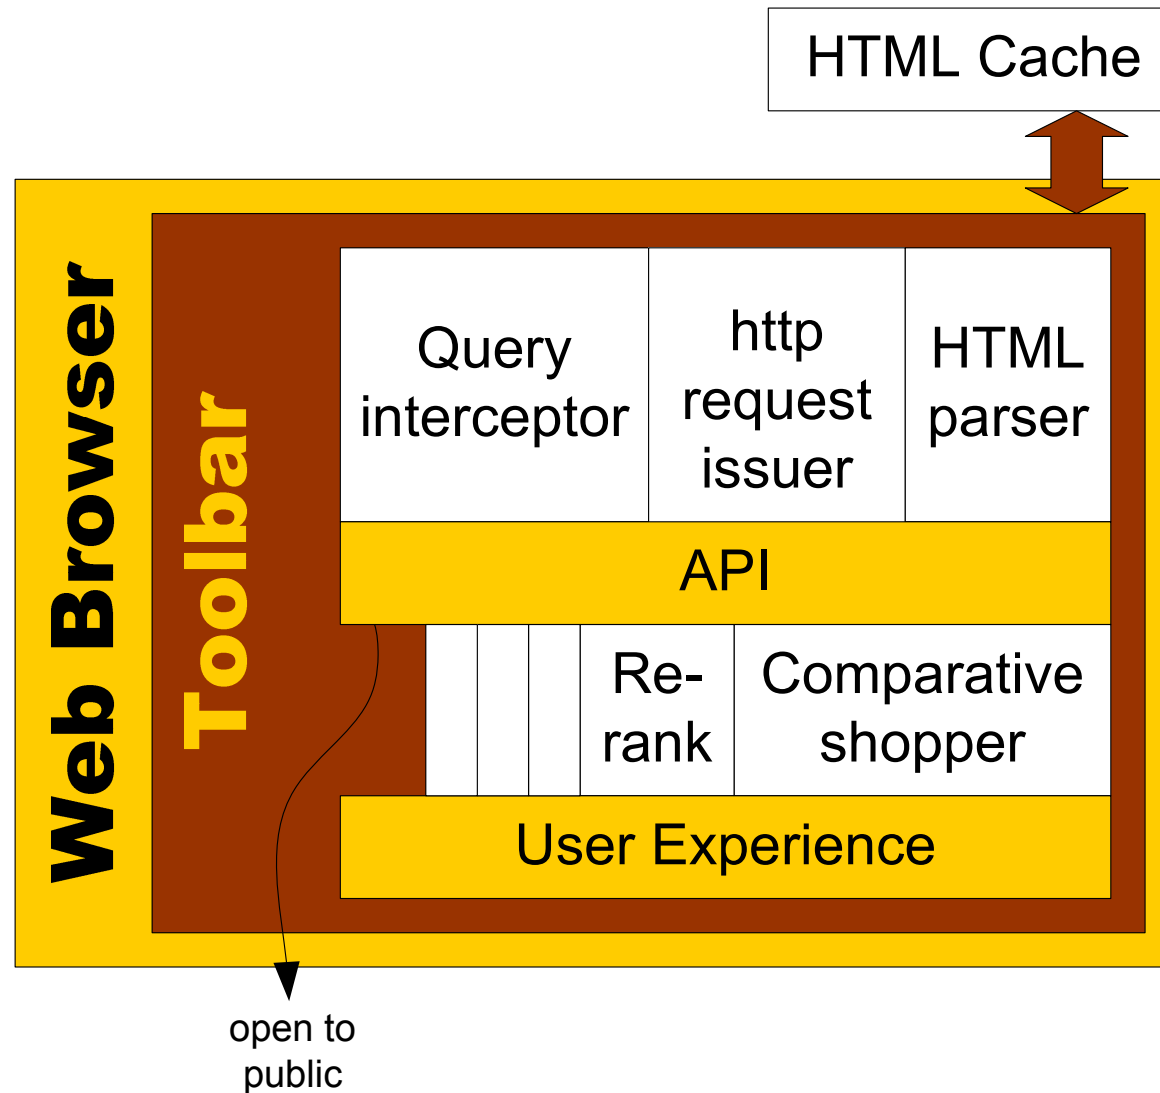 HTML Cache
Web Browser
Toolbar
Query
interceptor
http
request
issuer
HTML
parser
API
Re-
rank
Comparative
shopper
User Experience
open to
public